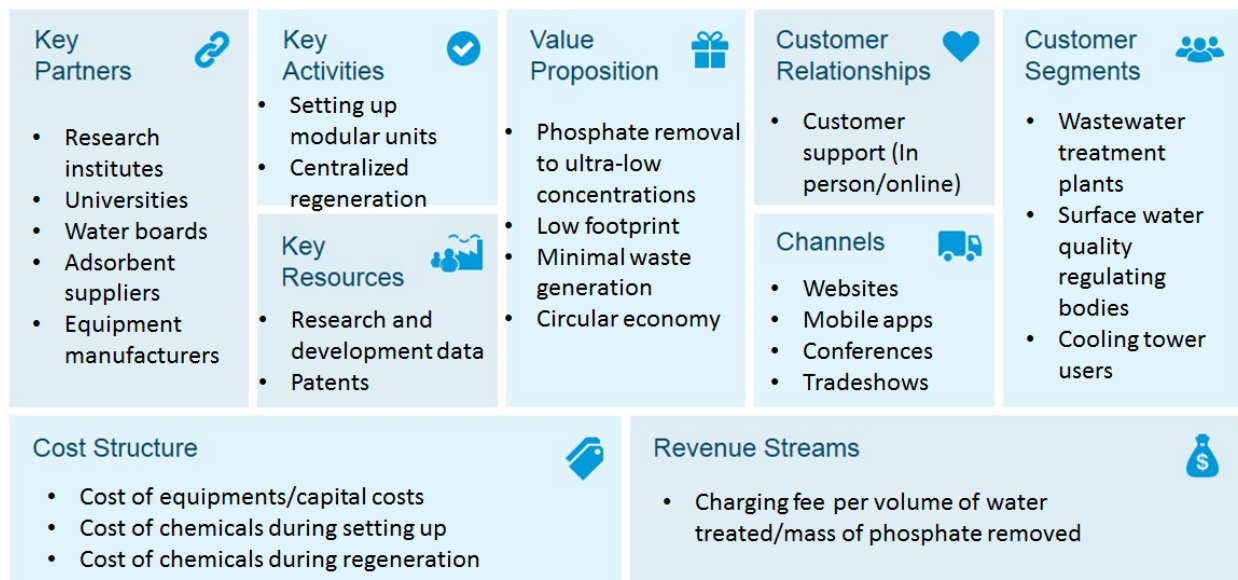 Key
Partners
• Research
institutes
• Universities
• Water boards
• Adsorbent
suppliers
• Equipment
manufacturers
Key
Activities
• Setting up
modular units
• Centralized
regeneration
Key
Resources
• Research and
development data
• Patents
Value
Proposition
• Phosphate removal
to ultra-low
concentrations
• Low footprint
• Minimal waste
generation
• Circular economy
Customer
Relationships
• Customer
support (In
person/online)
Channels
• Websites
• Mobile apps
• Conferences
• Tradeshows
Customer
Segments
• Wastewater
treatment
plants
• Surface water
quality
regulating
bodies
• Cooling tower
users
Cost Structure
• Cost of equipments/capital costs
• Cost of chemicals during setting up
• Cost of chemicals during regeneration
Revenue Streams
$
• Charging fee per volume of water
treated/mass of phosphate removed